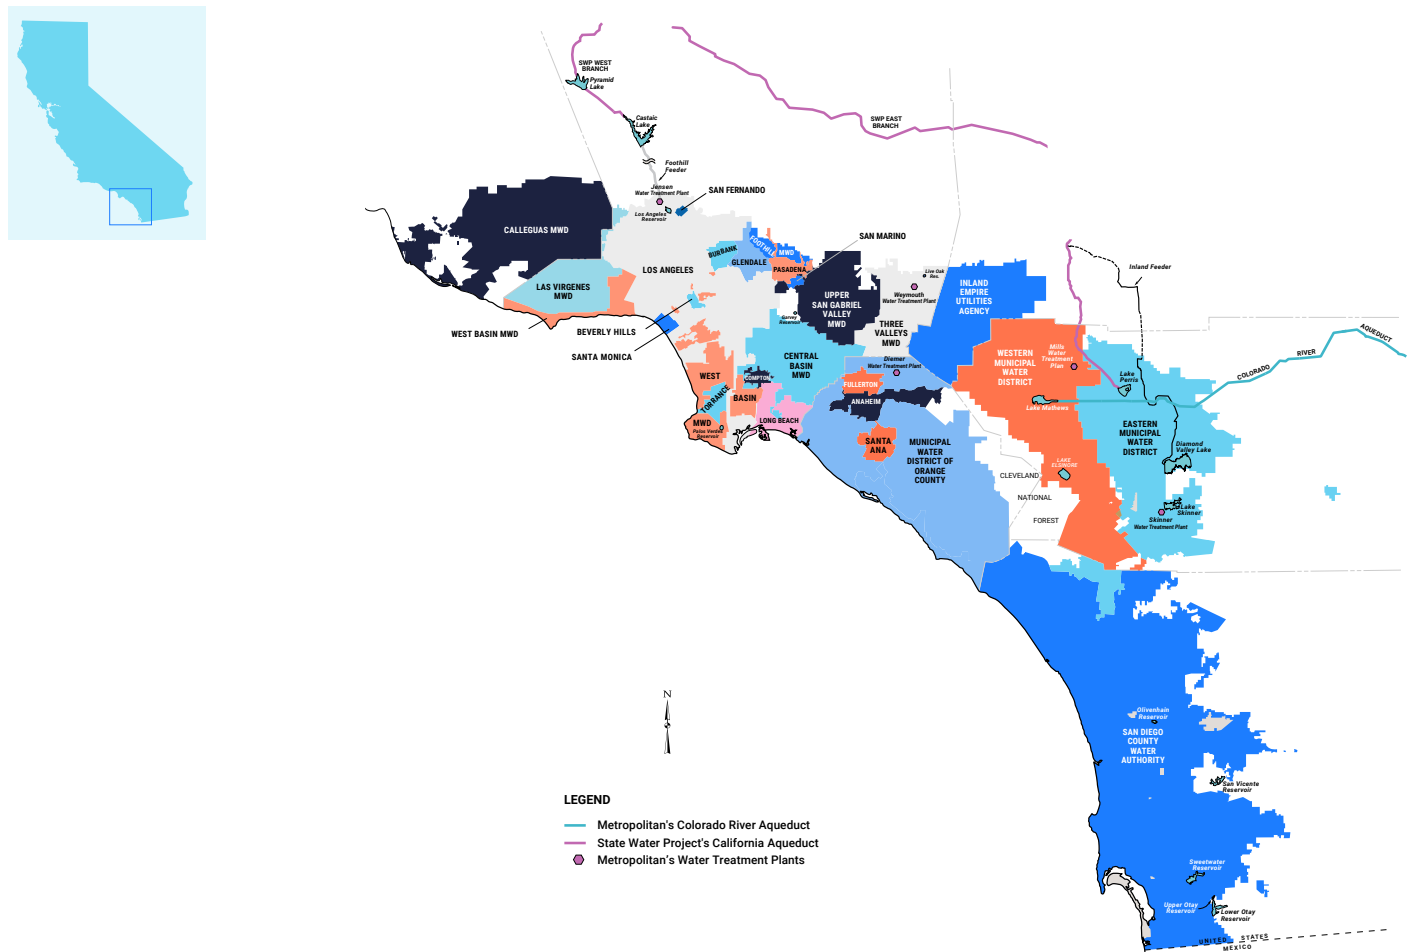 SWP WEST
BRANCH
Pyramid
Lake
Castaic
Lake
SWP EAST
BRANCH
Foothill
Feeder
Jensen
Water Treatment Plant
SAN FERNANDO
Los Angeles
Reservoir
CALLEGUAS MWD
SAN MARINO
LOS ANGELES
BURBANK
FOOTHILL
MWD
GLENDALE
PASADENA
LAS VIRGENES
MWD
WEST BASIN MWD
BEVERLY HILLS
SANTA MONICA
UPPER
SAN GABRIEL
VALLEY
MWD
Garvey
Reservoir
Live Oak
Res.
Weymouth
Water Treatment Plant
THREE
VALLEYS
MWD
INLAND
EMPIRE
UTILITIES
AGENCY
Inland Feeder
COLORADO
RIVER
AQUEDUCT
WESTERN
MUNICIPAL
WATER
DISTRICT
Mills
Water
Treatment
Plan
Lake
Perris
Lake Mathews
CENTRAL
BASIN
MWD
Diemer
Water Treatment Plant
COMPTON
FULLERTON
ANAHEIM
WEST
TORRANCE
BASIN
MWD
Palos Verdes
Reservoir
LONG BEACH
SANTA
ANA
MUNICIPAL
WATER
DISTRICT OF
ORANGE
COUNTY
EASTERN
MUNICIPAL
WATER
DISTRICT
Diamond
Valley Lake
LAKE
ELSINORE
CLEVELAND
NATIONAL
FOREST
Lake
Skinner
Skinner
Water Treatment Plant
N
Olivenhain
Reservoir
SAN DIEGO
COUNTY
WATER
AUTHORITY
San Vicente
Reservoir
Sweetwater
Reservoir
Upper Otay
Reservoir
Lower Otay
Reservoir
UNITED STATES
MEXICO
LEGEND
Metropolitan's Colorado River Aqueduct
State Water Project's California Aqueduct
Metropolitan's Water Treatment Plants